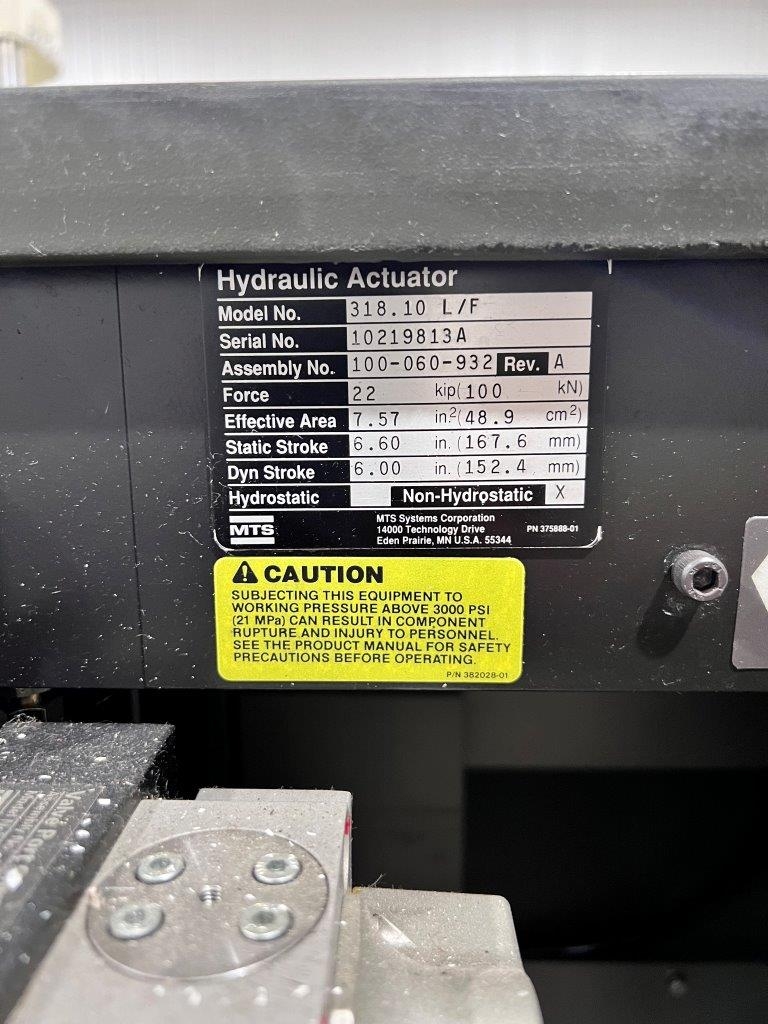 Hydraulic Actuator
Model No. 318.10 L/F
Serial No. 10219813A
Assembly No. 100-060-932 Rev. A
Force 22 kip(100 kN)
Effective Area 7.57 in.²(48.9 cm²)
Static Stroke 6.60 in. (167.6 mm)
Dyn Stroke 6.00 in. (152.4 mm)
Hydrostatic Non-Hydrostatic X
MTS
MTS Systems Corporation
14000 Technology Drive
Eden Prairie, MN U.S.A. 55344
PN 375888-01
CAUTION
SUBJECTING THIS EQUIPMENT TO
WORKING PRESSURE ABOVE 3000 PSI
(21 MPa) CAN RESULT IN COMPONENT
RUPTURE AND INJURY TO PERSONNEL.
SEE THE PRODUCT MANUAL FOR SAFETY
PRECAUTIONS BEFORE OPERATING.
P/N 382028-01